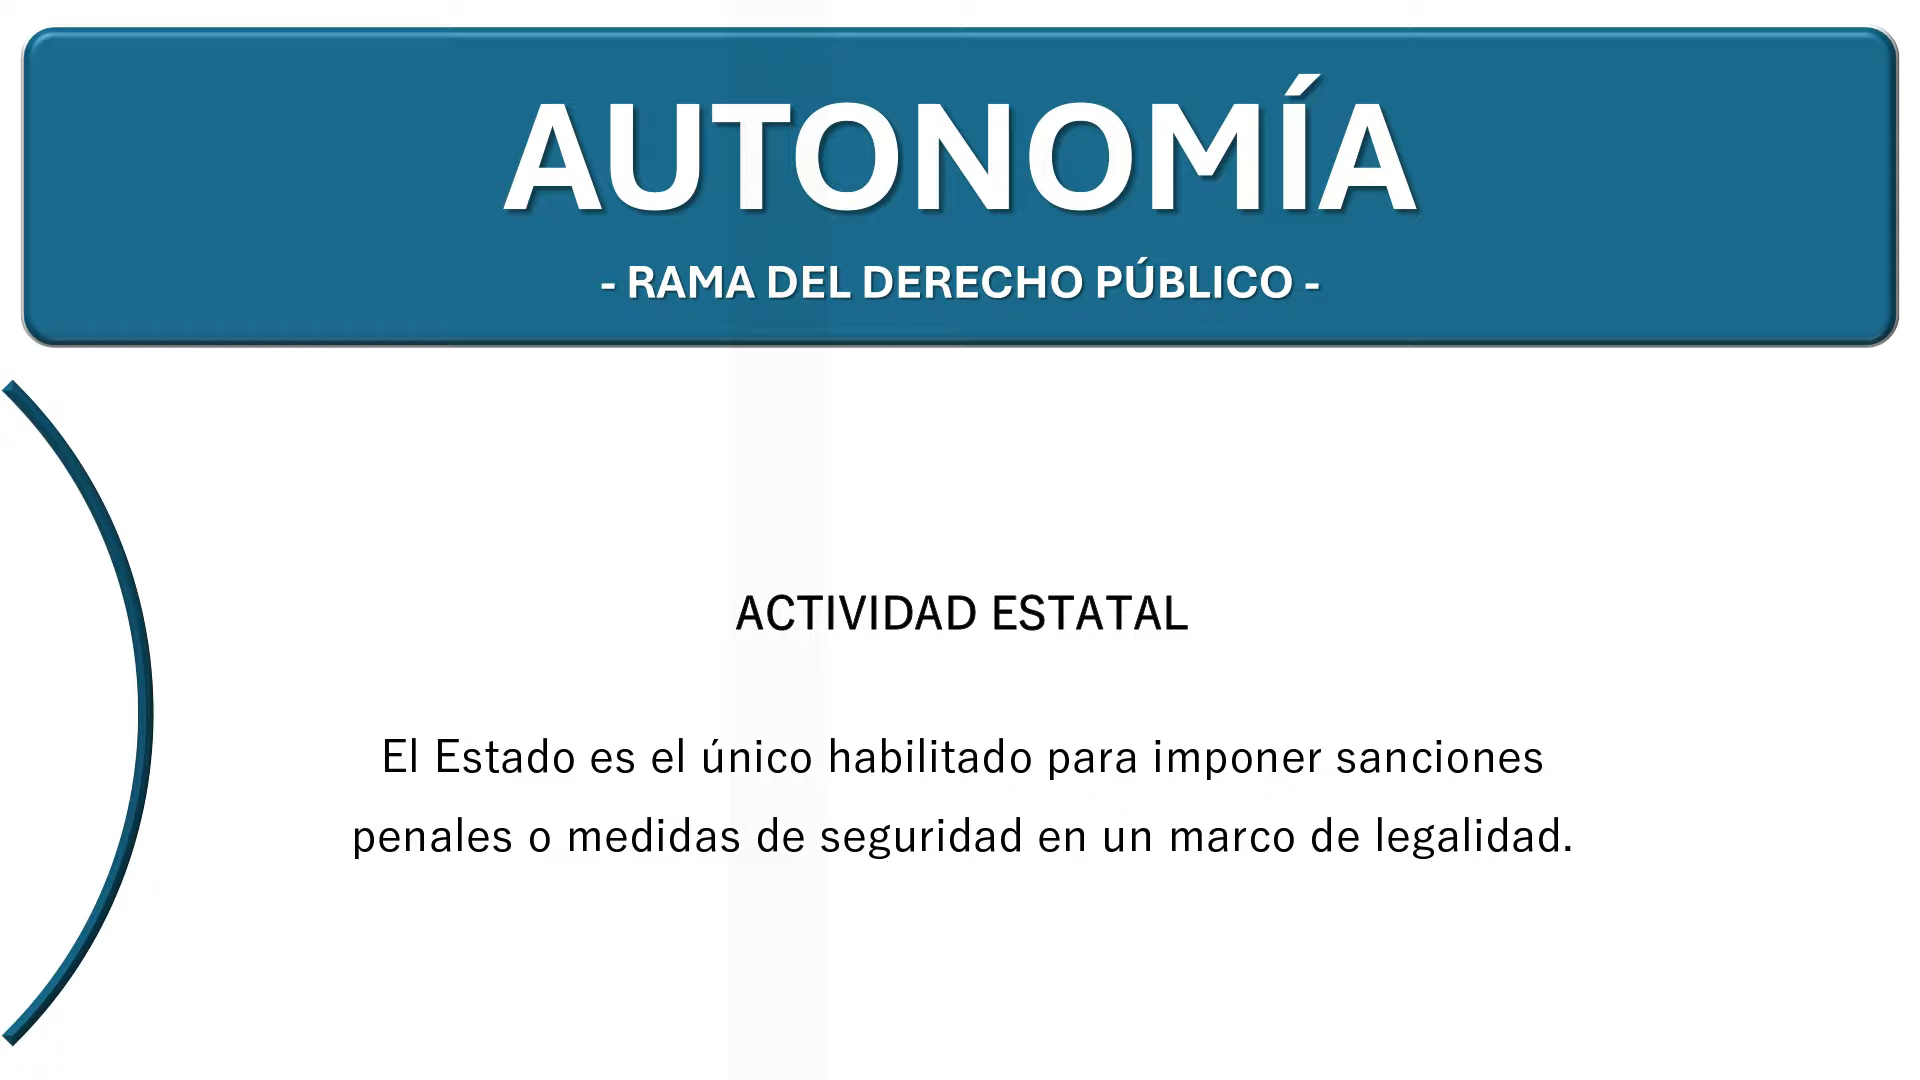 AUTONOMÍA
- RAMA DEL DERECHO PÚBLICO -
ACTIVIDAD ESTATAL
El Estado es el único habilitado para imponer sanciones
penales o medidas de seguridad en un marco de legalidad.